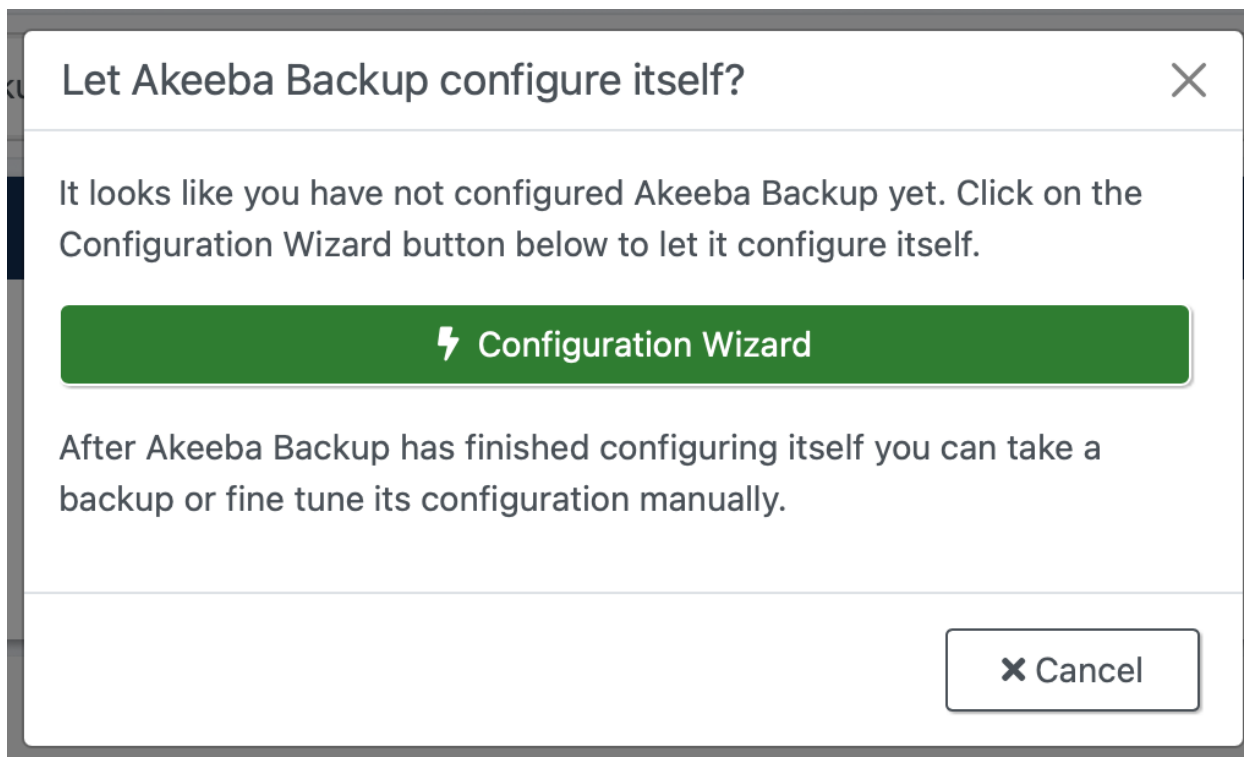 Let Akeeba Backup configure itself?
It looks like you have not configured Akeeba Backup yet. Click on the
Configuration Wizard button below to let it configure itself.
Configuration Wizard
After Akeeba Backup has finished configuring itself you can take a
backup or fine tune its configuration manually.
Cancel